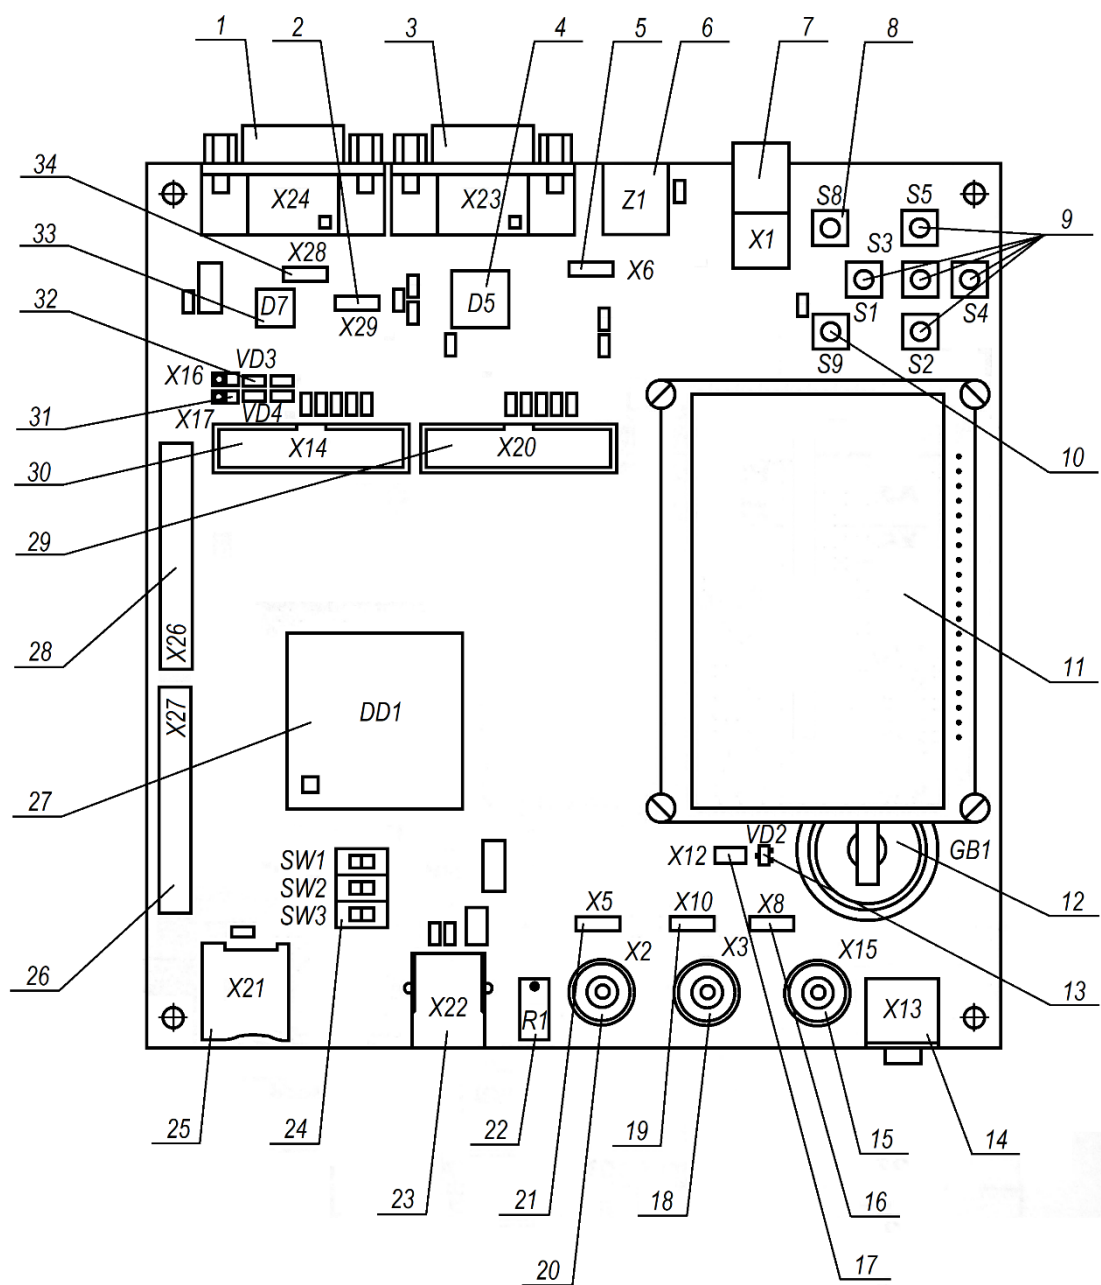 1 2 3 4 5 6 7 8
34 X24 X23 Z1 X1 S8 S5 9
33 X28 X6 S3
32 D7 X29 D5 S1 S4
X16 VD3 S9 S2
31 X17 VD4
30 X14 X20 10
29
28 X26 11
X27 DD1
27
SW1 X12 VD2 GB1
SW2 12
26 SW3 X5 X10 X8
X2 X3 X15 13
X21 X22 R1 X13
25 24 22 19 15 14
23 21 18 16
20 17